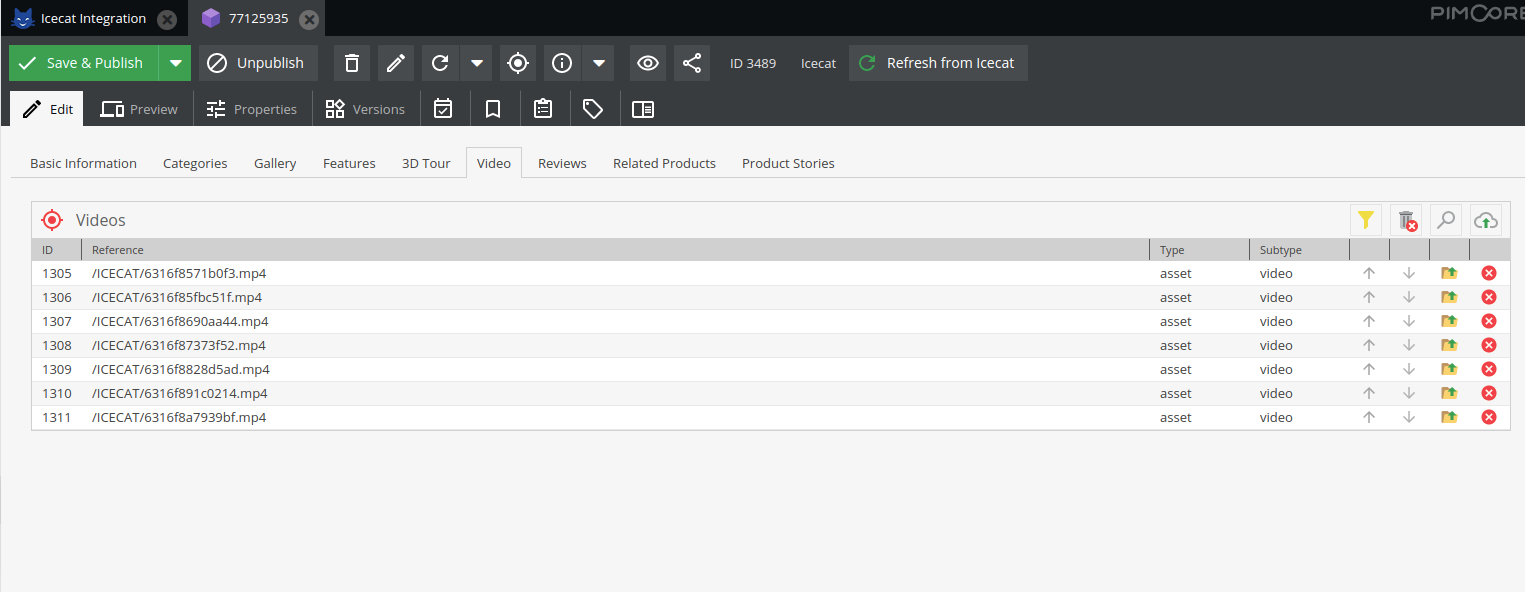 Icecat Integration 77125935 PIMCORE
Save & Publish Unpublish ID 3489 Icecat Refresh from Icecat
Edit Preview Properties Versions
Basic Information Categories Gallery Features 3D Tour Video Reviews Related Products Product Stories
Videos
ID Reference Type Subtype
1305 /ICECAT/6316f8571b0f3.mp4 asset video
1306 /ICECAT/6316f85fbc51f.mp4 asset video
1307 /ICECAT/6316f8690aa44.mp4 asset video
1308 /ICECAT/6316f87373f52.mp4 asset video
1309 /ICECAT/6316f8828d5ad.mp4 asset video
1310 /ICECAT/6316f891c0214.mp4 asset video
1311 /ICECAT/6316f8a7939bf.mp4 asset video